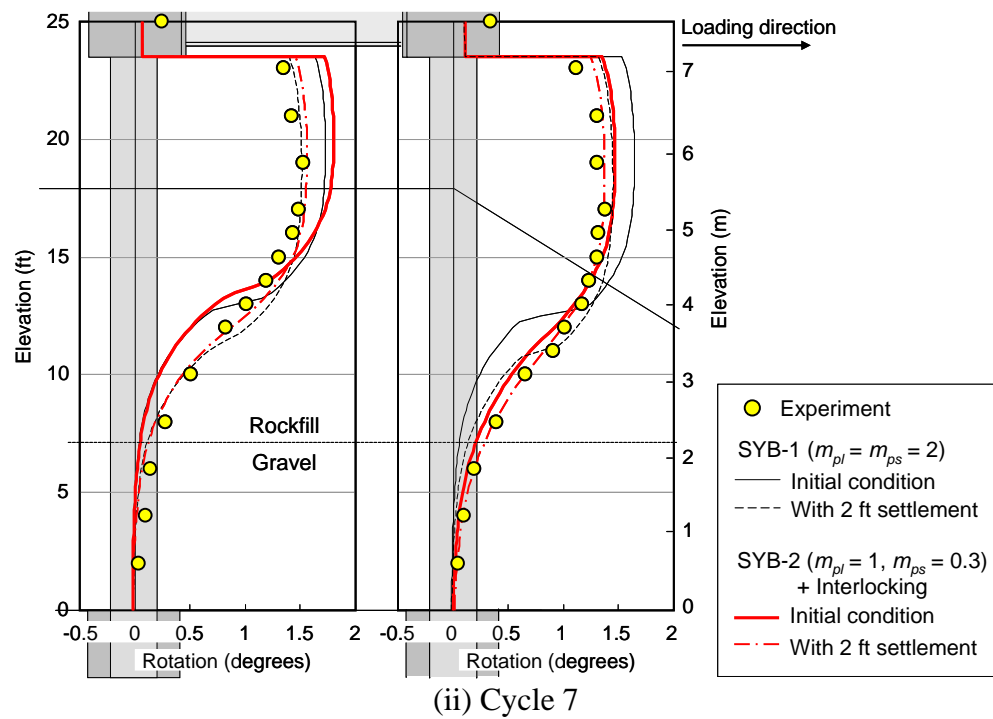 Loading direction
Elevation (ft)
25
20
15
10
5
0
Rockfill
Gravel
-0.5 0 0.5 1 1.5 2
Rotation (degrees)
-0.5 0 0.5 1 1.5 2
Rotation (degrees)
7
6
5
4
3
2
1
0
Elevation (m)
Experiment
SYB-1 (mpl = mps = 2)
Initial condition
With 2 ft settlement
SYB-2 (mpl = 1, mps = 0.3)
+ Interlocking
Initial condition
With 2 ft settlement
(ii) Cycle 7